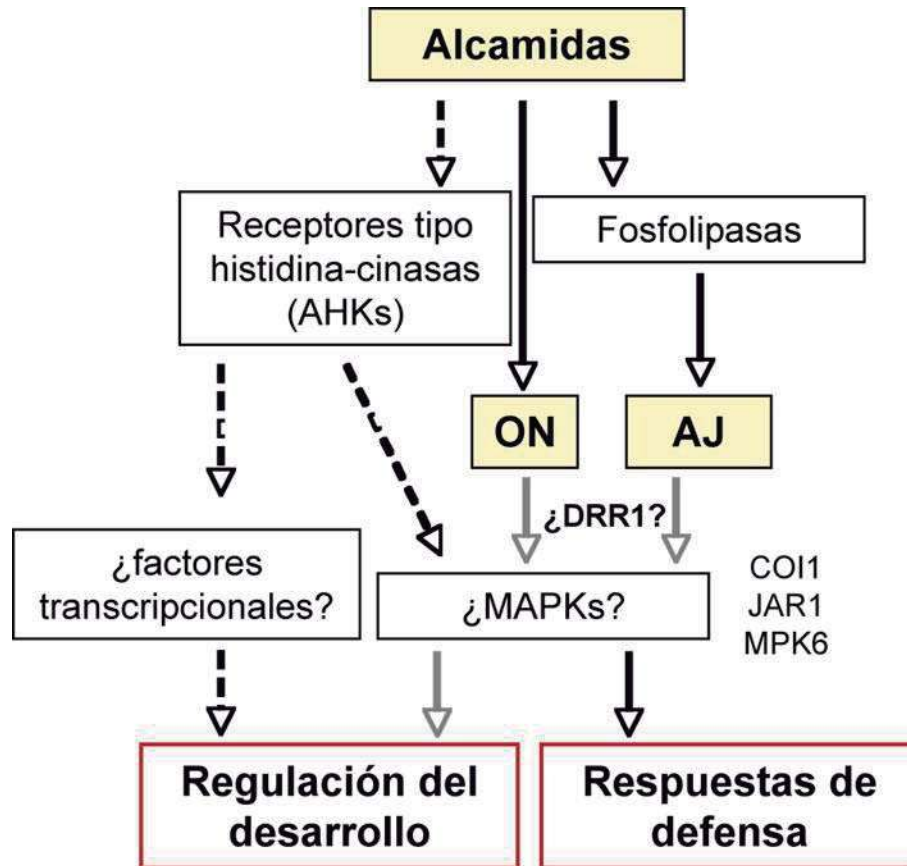 Alcamidas
Receptores tipo
histidina-cinasas
(AHKs)
Fosfolipasas
ON
AJ
¿DRR1?
¿factores
transcripcionales?
¿MAPKs?
COI1
JAR1
MPK6
Regulación del
desarrollo
Respuestas de
defensa